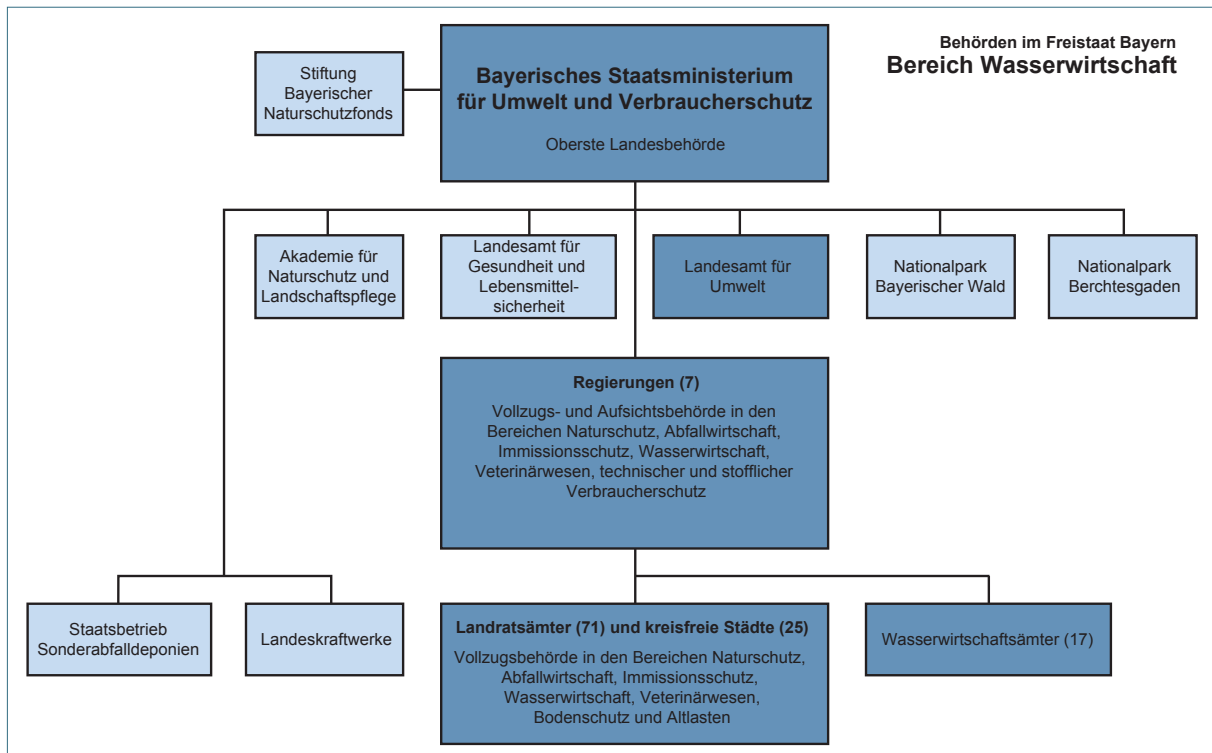 Behörden im Freistaat Bayern
Bereich Wasserwirtschaft
Stiftung
Bayerischer
Naturschutzfonds
Bayerisches Staatsministerium
für Umwelt und Verbraucherschutz
Oberste Landesbehörde
Akademie für
Naturschutz und
Landschaftspflege
Landesamt für
Gesundheit und
Lebensmittel-
sicherheit
Landesamt für
Umwelt
Nationalpark
Bayerischer Wald
Nationalpark
Berchtesgaden
Regierungen (7)
Vollzugs- und Aufsichtsbehörde in den
Bereichen Naturschutz, Abfallwirtschaft,
Immissionsschutz, Wasserwirtschaft,
Veterinärwesen, technischer und stofflicher
Verbraucherschutz
Staatsbetrieb
Sonderabfalldeponien
Landeskraftwerke
Landratsämter (71) und kreisfreie Städte (25)
Vollzugsbehörde in den Bereichen Naturschutz,
Abfallwirtschaft, Immissionsschutz,
Wasserwirtschaft, Veterinärwesen,
Bodenschutz und Altlasten
Wasserwirtschaftsämter (17)